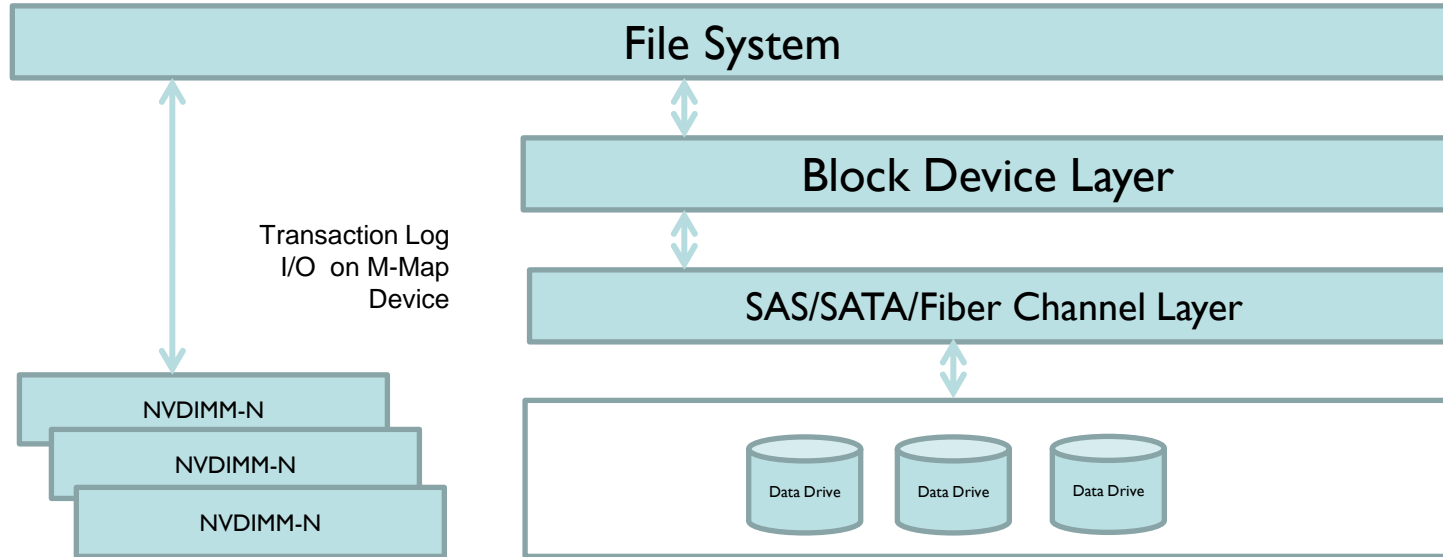 File System
Block Device Layer
Transaction Log
I/O on M-Map
Device
SAS/SATA/Fiber Channel Layer
NVDIMM-N
NVDIMM-N
NVDIMM-N
Data Drive
Data Drive
Data Drive